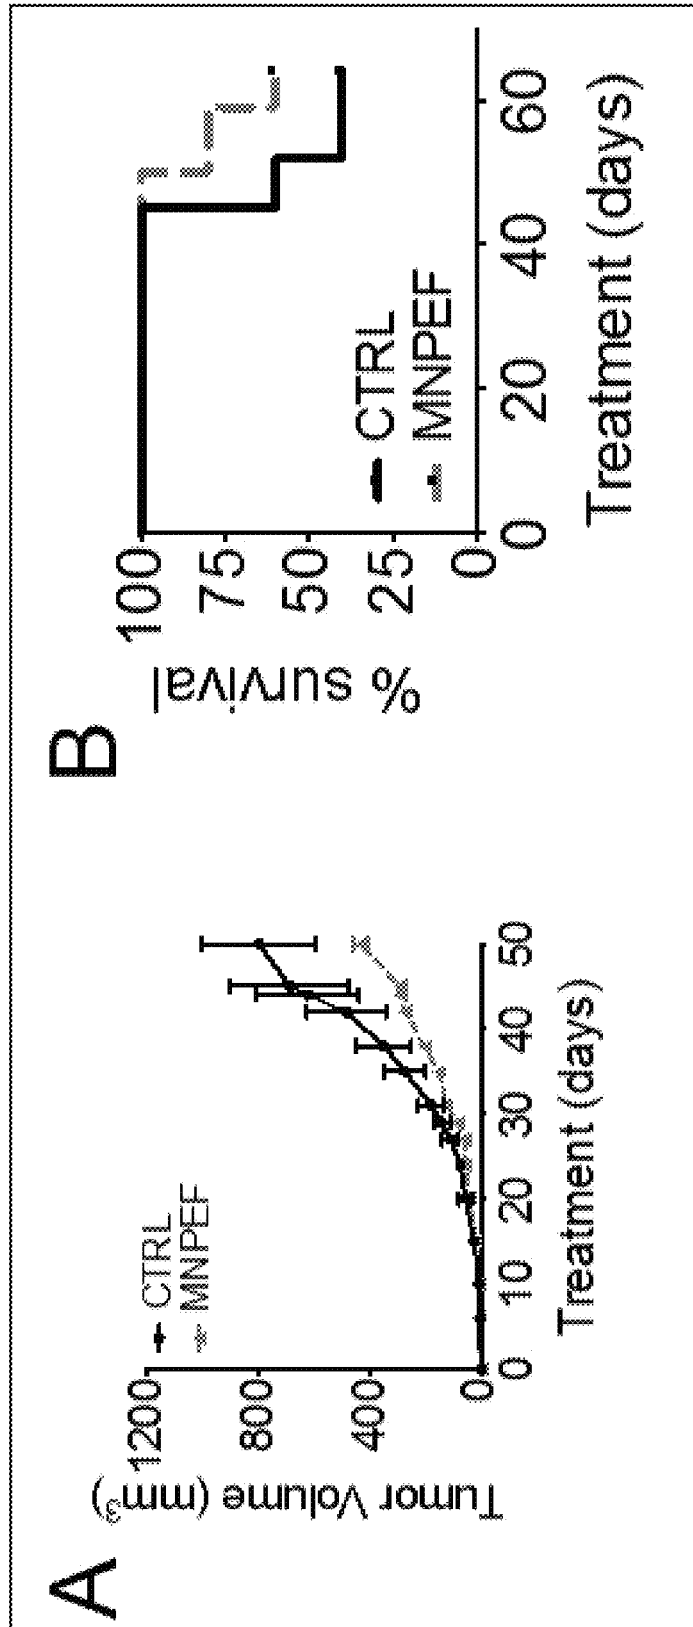 A
Tumor Volume (mm³)
1200
800
400
0
CTRL
MNPEF
0 10 20 30 40 50
Treatment (days)
B
% survival
100
75
50
25
0
CTRL
MNPEF
0 20 40 60
Treatment (days)